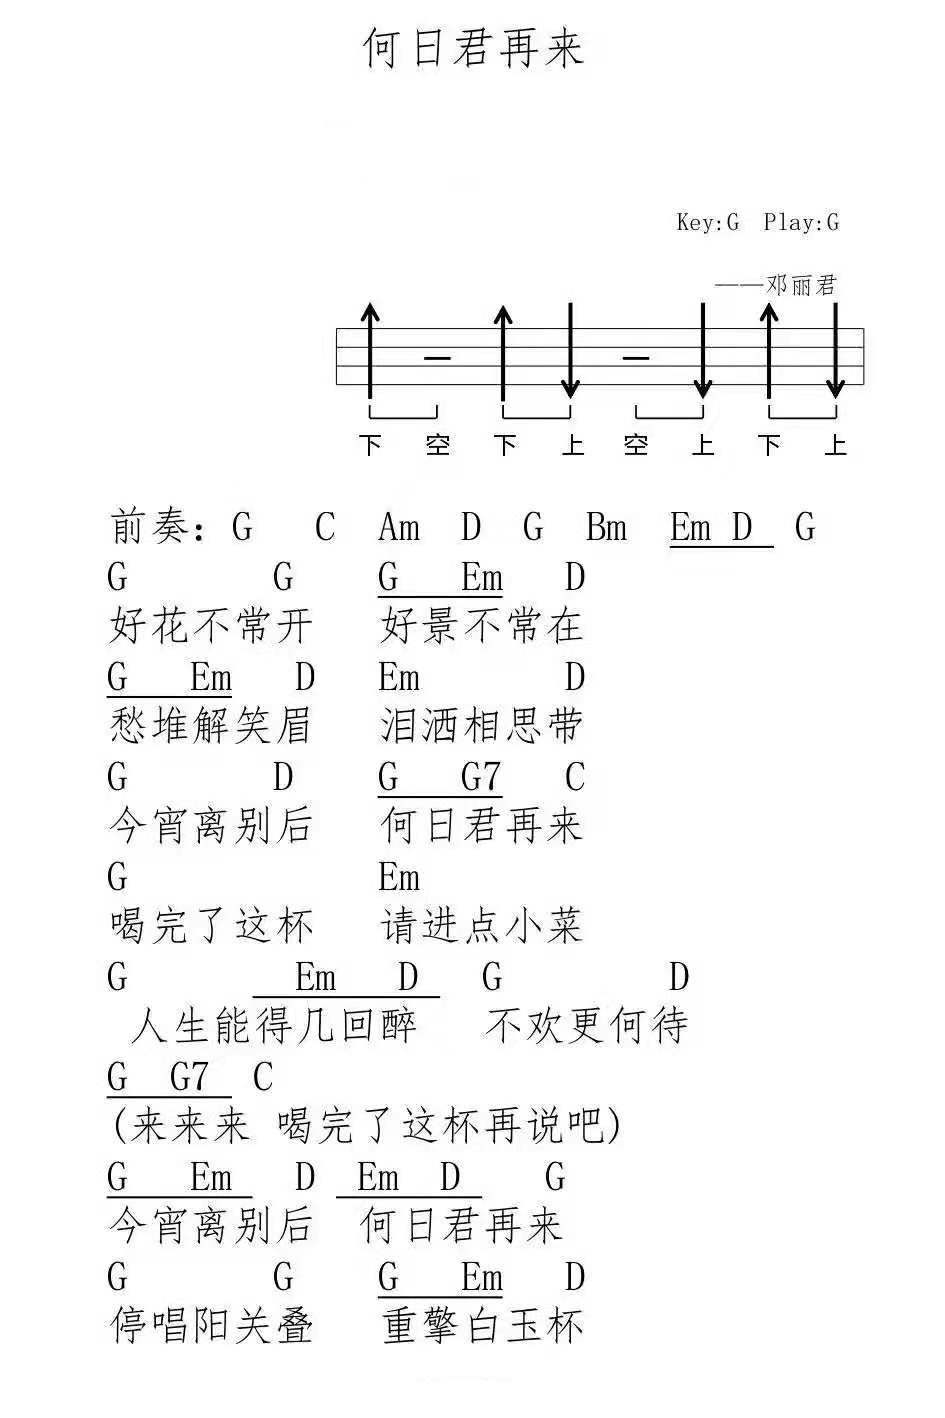 何日君再来
Key:G Play:G
——邓丽君
下 空 下 上 空 上 下 上
前奏：G C Am D G Bm Em D G
G G G Em D
好花不常开 好景不常在
G Em D Em D
愁堆解笑眉 泪洒相思带
G D G G7 C
今宵离别后 何日君再来
G Em
喝完了这杯 请进点小菜
G Em D G D
人生能得几回醉 不欢更何待
G G7 C
(来来来 喝完了这杯再说吧)
G Em D Em D G
今宵离别后 何日君再来
G G G Em D
停唱阳关叠 重擎白玉杯